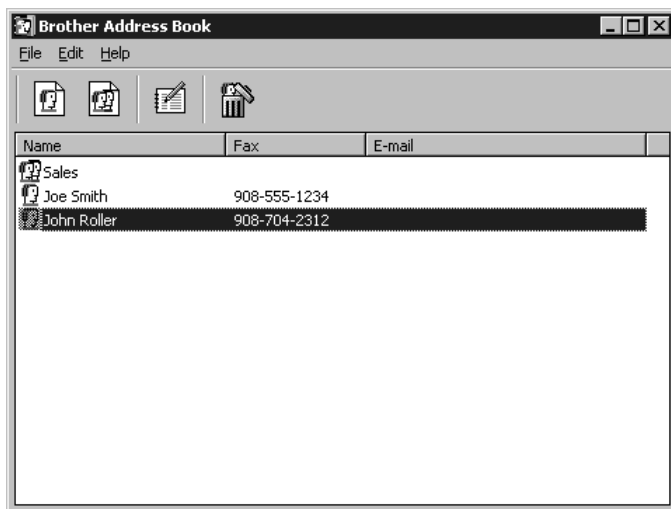 Brother Address Book
File Edit Help
Name Fax E-mail
Sales
Joe Smith 908-555-1234
John Roller 908-704-2312